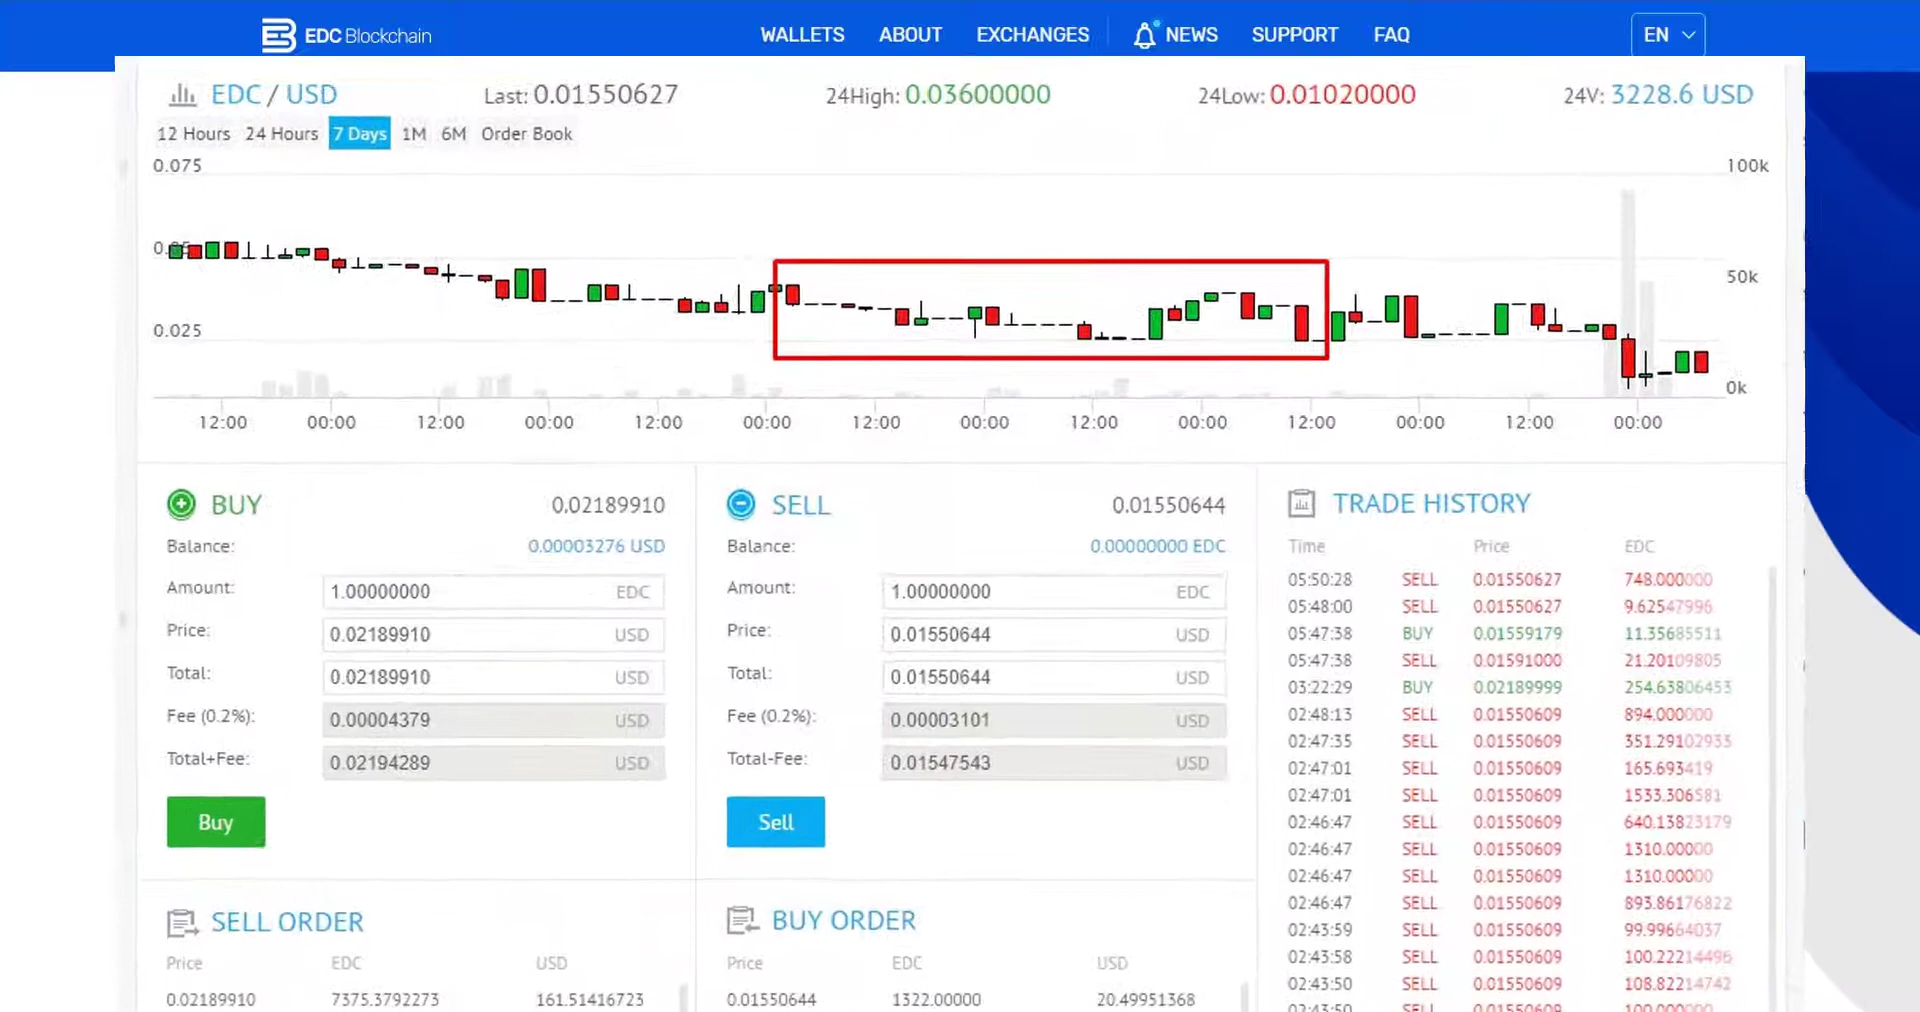 EDC Blockchain
WALLETS ABOUT EXCHANGES NEWS SUPPORT FAQ EN
EDC / USD Last: 0.01550627 24High: 0.03600000 24Low: 0.01020000 24V: 3228.6 USD
12 Hours 24 Hours 7 Days 1M 6M Order Book
0.075 100k
0.05
50k
0.025
0k
12:00 00:00 12:00 00:00 12:00 00:00 12:00 00:00 12:00 00:00 12:00 00:00 12:00 00:00
BUY 0.02189910
Balance: 0.00003276 USD
Amount: 1.00000000 EDC
Price: 0.02189910 USD
Total: 0.02189910 USD
Fee (0.2%): 0.00004379 USD
Total+Fee: 0.02194289 USD
Buy
SELL 0.01550644
Balance: 0.00000000 EDC
Amount: 1.00000000 EDC
Price: 0.01550644 USD
Total: 0.01550644 USD
Fee (0.2%): 0.00003101 USD
Total-Fee: 0.01547543 USD
Sell
TRADE HISTORY
Time Price EDC
05:50:28 SELL 0.01550627 748.000000
05:48:00 SELL 0.01550627 9.62547996
05:47:38 BUY 0.01559179 11.35685511
05:47:38 SELL 0.01591000 21.20109805
03:22:29 BUY 0.02189999 254.63806453
02:48:13 SELL 0.01550609 894.000000
02:47:35 SELL 0.01550609 351.29102933
02:47:01 SELL 0.01550609 165.693419
02:47:01 SELL 0.01550609 1533.306581
02:46:47 SELL 0.01550609 640.13823179
02:46:47 SELL 0.01550609 1310.00000
02:46:47 SELL 0.01550609 1310.00000
02:46:47 SELL 0.01550609 893.86176822
02:43:59 SELL 0.01550609 99.99664037
02:43:58 SELL 0.01550609 100.22214496
02:43:50 SELL 0.01550609 108.82214742
02:43:50 SELL 0.01550609 100.000000
SELL ORDER
Price EDC USD
0.02189910 7375.3792273 161.51416723
BUY ORDER
Price EDC USD
0.01550644 1322.00000 20.49951368